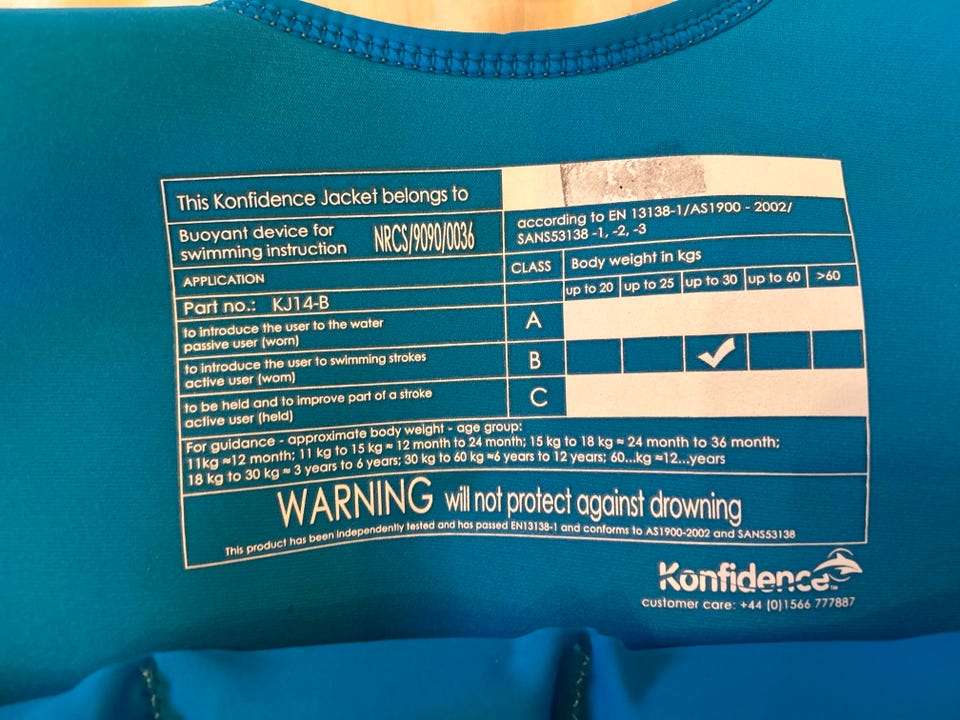 This Konfidence Jacket belongs to
Buoyant device for
swimming instruction NRCS/9090/0036
according to EN 13138-1/AS1900 - 2002/
SANS53138 -1, -2, -3
APPLICATION
CLASS
Body weight in kgs
up to 20 up to 25 up to 30 up to 60 >60
Part no.: KJ14-B
to introduce the user to the water
passive user (worn)
A
to introduce the user to swimming strokes
active user (worn)
B
to be held and to improve part of a stroke
active user (held)
C
For guidance - approximate body weight - age group:
11kg ≈12 month; 11 kg to 15 kg ≈ 12 month to 24 month; 15 kg to 18 kg ≈ 24 month to 36 month;
18 kg to 30 kg ≈ 3 years to 6 years; 30 kg to 60 kg ≈6 years to 12 years; 60...kg ≈12...years
WARNING will not protect against drowning
This product has been independently tested and has passed EN13138-1 and conforms to AS1900-2002 and SANS53138
Konfidence™
customer care: +44 (0)1566 777887